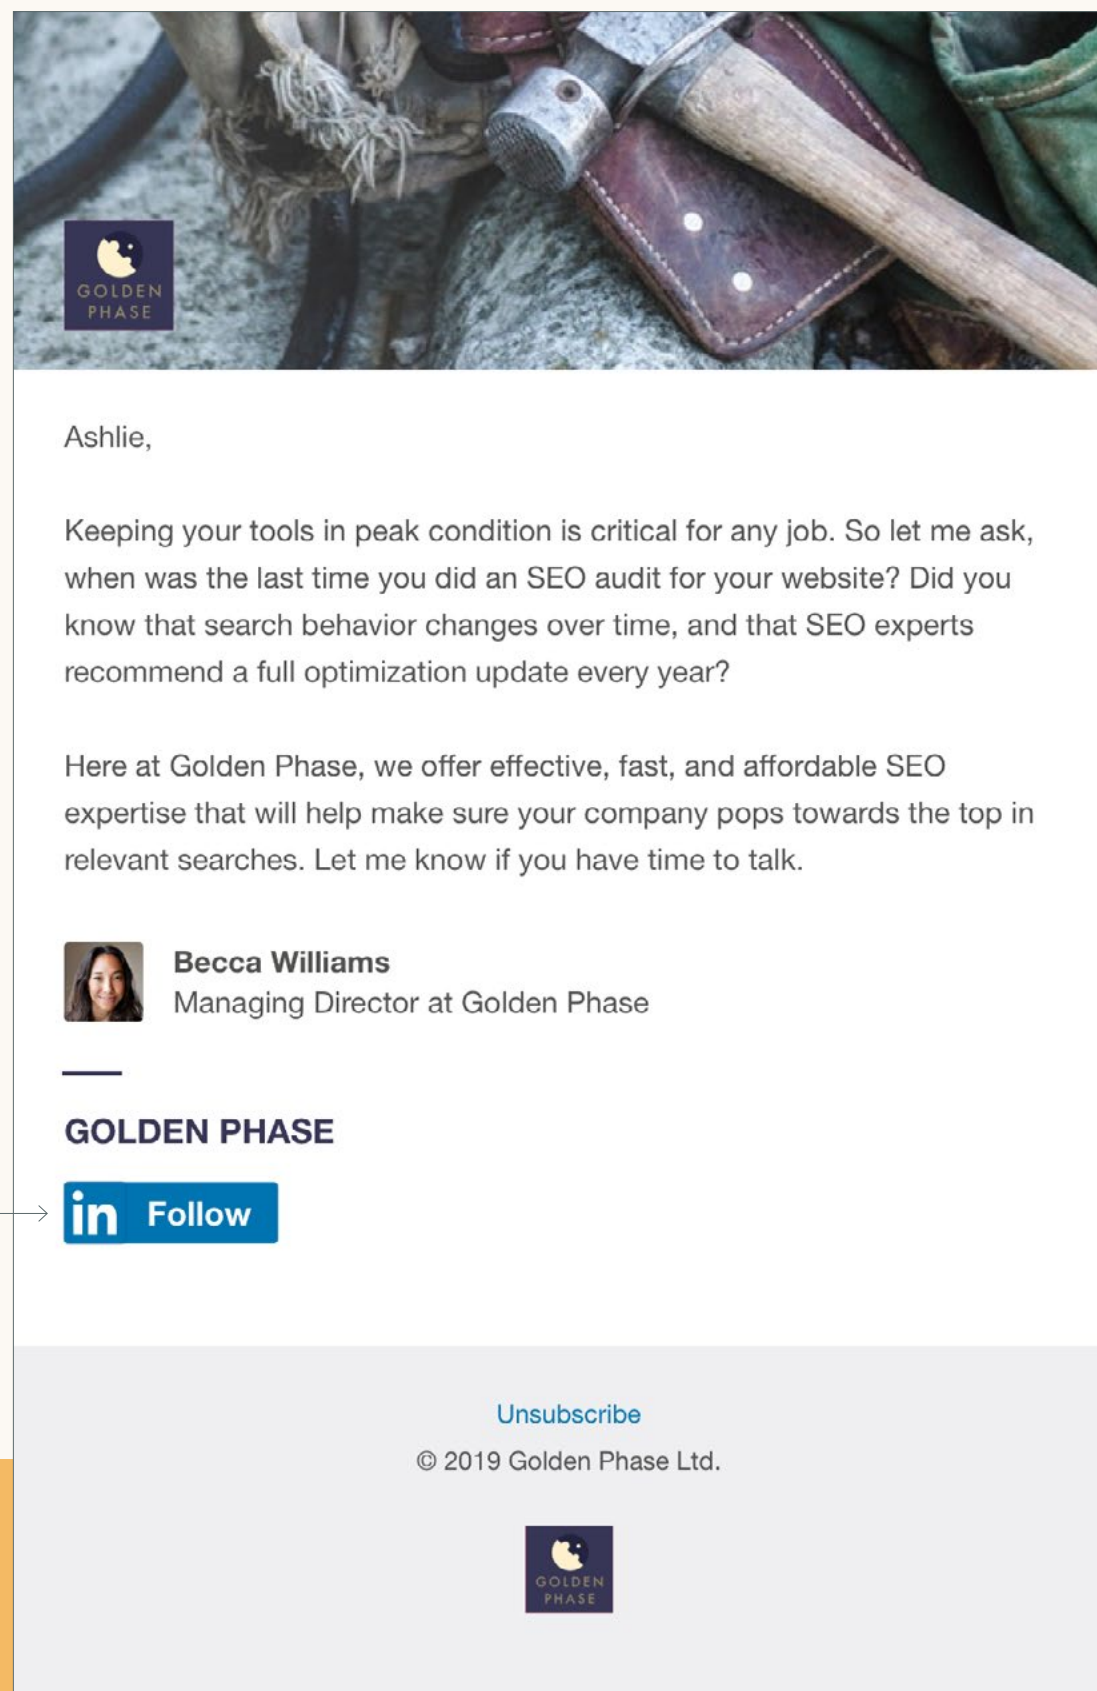 GOLDEN
PHASE
Ashlie,
Keeping your tools in peak condition is critical for any job. So let me ask,
when was the last time you did an SEO audit for your website? Did you
know that search behavior changes over time, and that SEO experts
recommend a full optimization update every year?
Here at Golden Phase, we offer effective, fast, and affordable SEO
expertise that will help make sure your company pops towards the top in
relevant searches. Let me know if you have time to talk.
Becca Williams
Managing Director at Golden Phase
GOLDEN PHASE
in Follow
Unsubscribe
© 2019 Golden Phase Ltd.
GOLDEN
PHASE